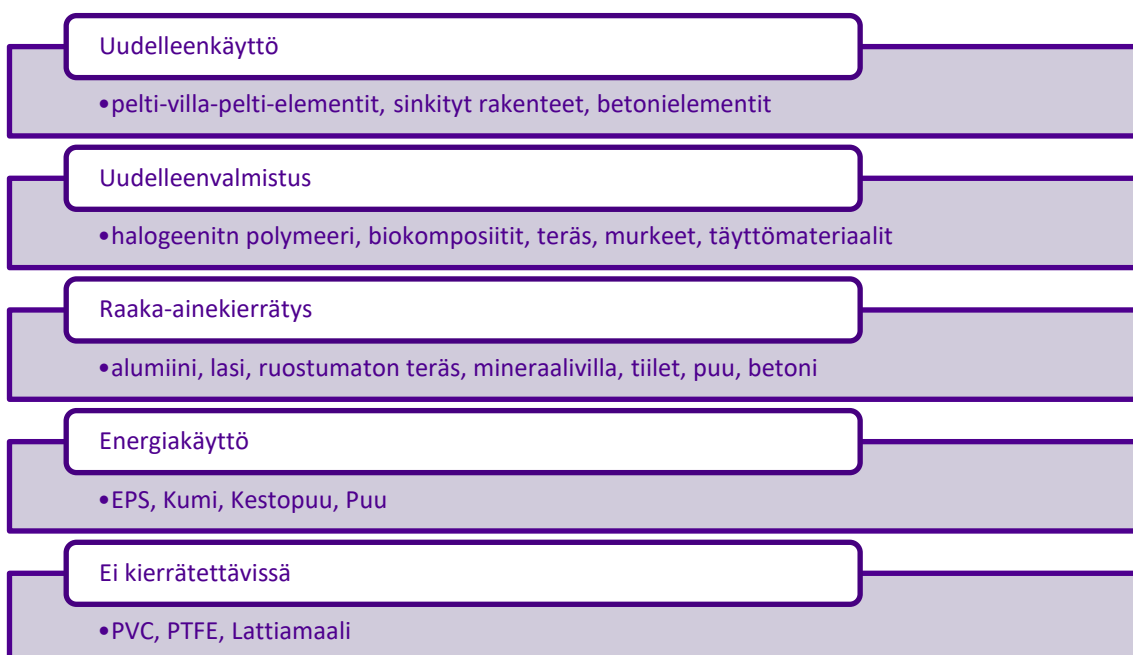 Uudelleenkäyttö
•pelti-villa-pelti-elementit, sinkityt rakenteet, betonielementit
Uudelleenvalmistus
•halogeenitn polymeeri, biokomposiitit, teräs, murkeet, täyttömateriaalit
Raaka-ainekierrätys
•alumiini, lasi, ruostumaton teräs, mineraalivilla, tiilet, puu, betoni
Energiakäyttö
•EPS, Kumi, Kestopuu, Puu
Ei kierrätettävissä
•PVC, PTFE, Lattiamaali